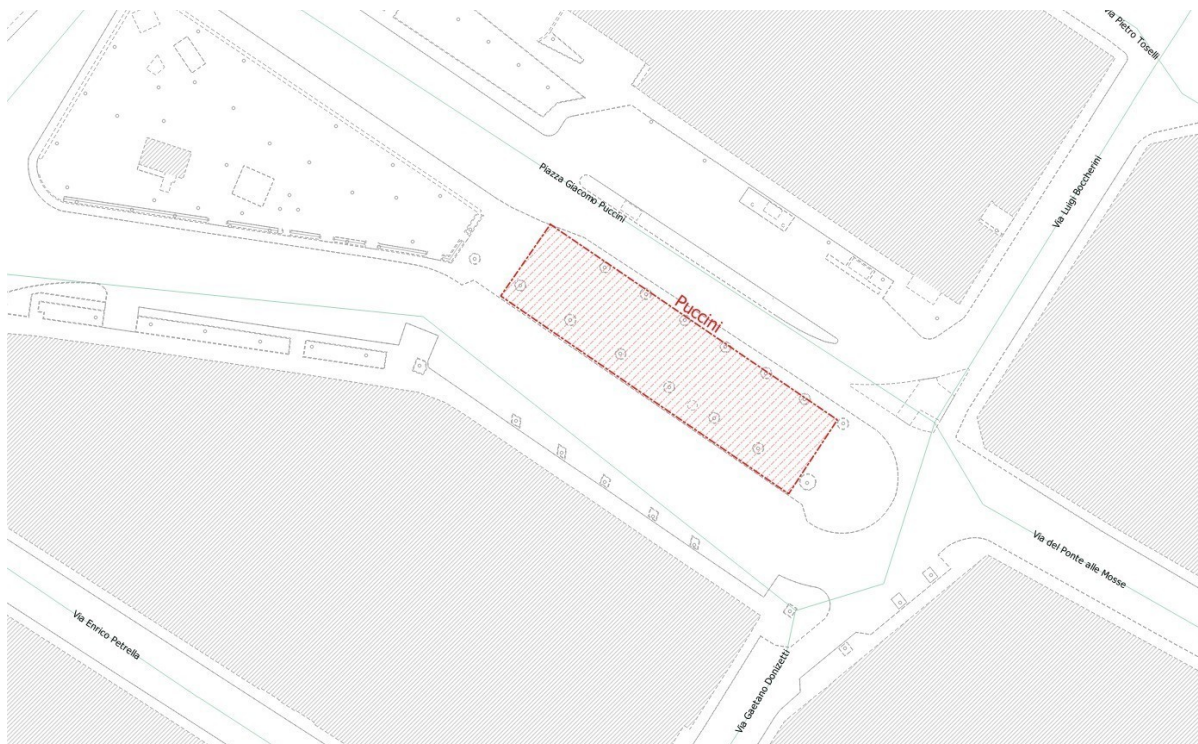 Via Pietro Toselli
Piazza Giacomo Puccini
Via Luigi Boccherini
Puccini
Via del Ponte alle Mosse
Via Enrico Petrella
Via Gaetano Donizetti